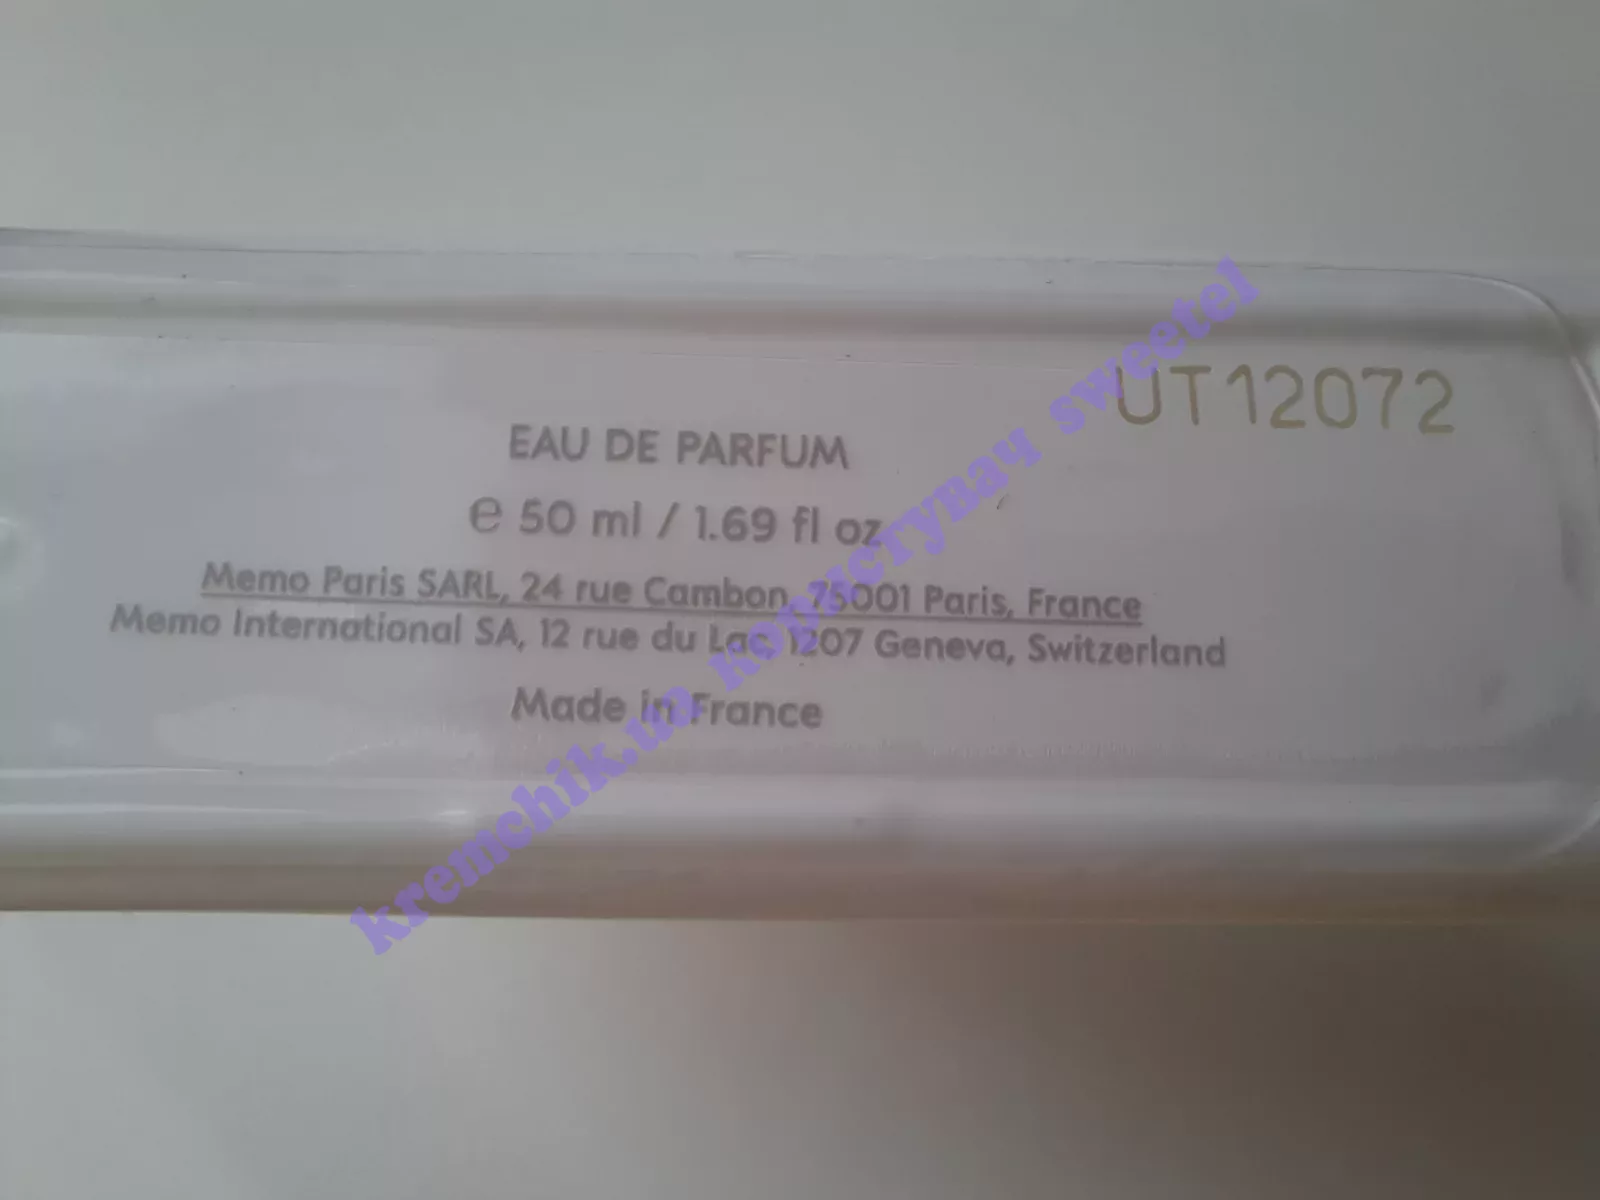 UT12072
EAU DE PARFUM
e 50 ml / 1.69 fl oz
Memo Paris SARL, 24 rue Cambon, 75001 Paris, France
Memo International SA, 12 rue du Lac, 1207 Geneva, Switzerland
Made in France
kremchik.ua користувач sweetel